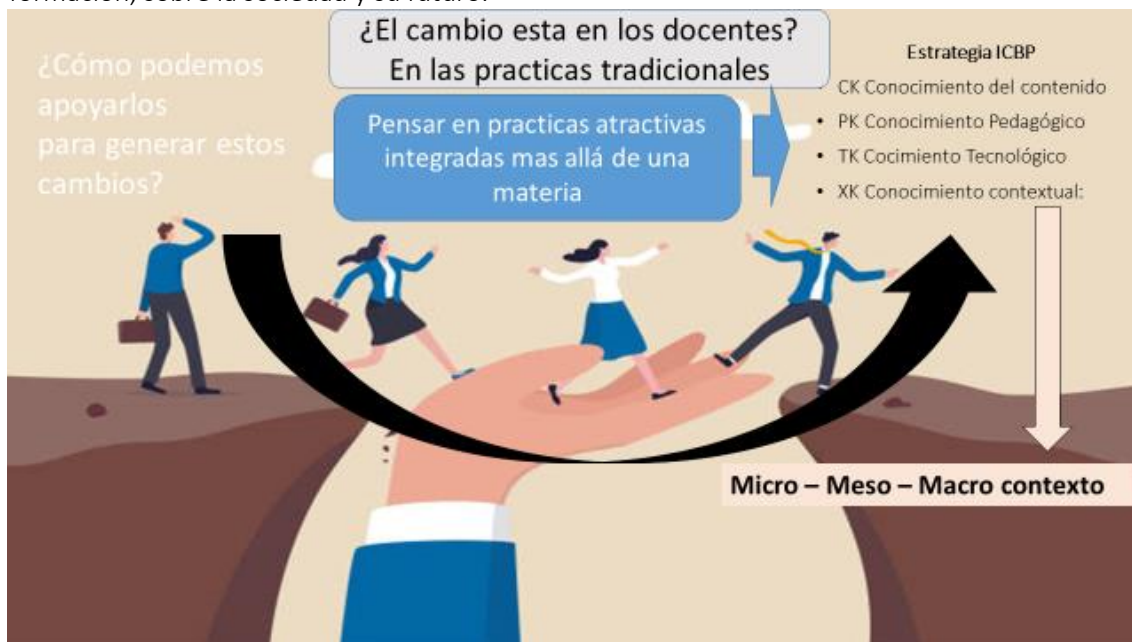 formación, sobre la sociedad y su futuro.
¿Cómo podemos
apoyarlos
para generar estos
cambios?
¿El cambio esta en los docentes?
En las practicas tradicionales
Pensar en practicas atractivas
integradas mas allá de una
materia
Estrategia ICBP
• CK Conocimiento del contenido
• PK Conocimiento Pedagógico
• TK Cocimiento Tecnológico
• XK Conocimiento contextual:
Micro – Meso – Macro contexto